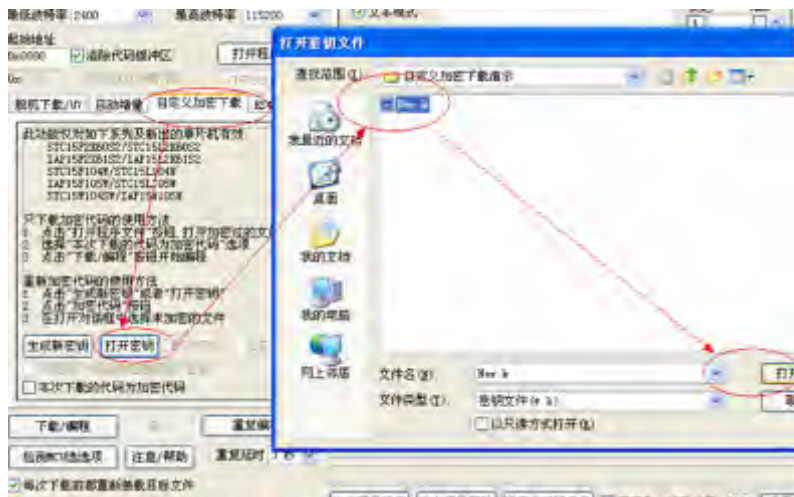 最低波特率 2400 最高波特率 115200
文本模式
起始地址
0x0000 清除代码缓冲区 打开程
打开密钥文件
查找范围(I): 自定义加密下载演示
脱机下载/U 自动增量 自定义加密下载
New k
此功能仅对如下系列及新出的单片机有效
STC15F2K60S2/STC15L2K60S2
IAP15F2K61S2/IAP15L2K61S2
我最近的文档
桌面
只下载加密代码的使用方法
1 点击"打开程序文件"按钮,打开加密过的文
2 选择"本次下载的代码为加密代码"选项
3 点击"下载/编程"按钮开始编程
我的文档
重新加密代码的使用方法
1 点击"生成新密钥"或者"打开密钥"
2 点击"加密代码"按钮
3 在打开对话框中选择未加密的文件
我的电脑
生成新密钥 打开密钥
网上邻居
文件名(N): New k 打开
本次下载的代码为加密代码
文件类型(T): 密钥文件(* k)
以只读方式打开(R)
下载/编程 重复编
检测MCU选项 注意/帮助 重复延时
每次下载前都重新装载目标文件